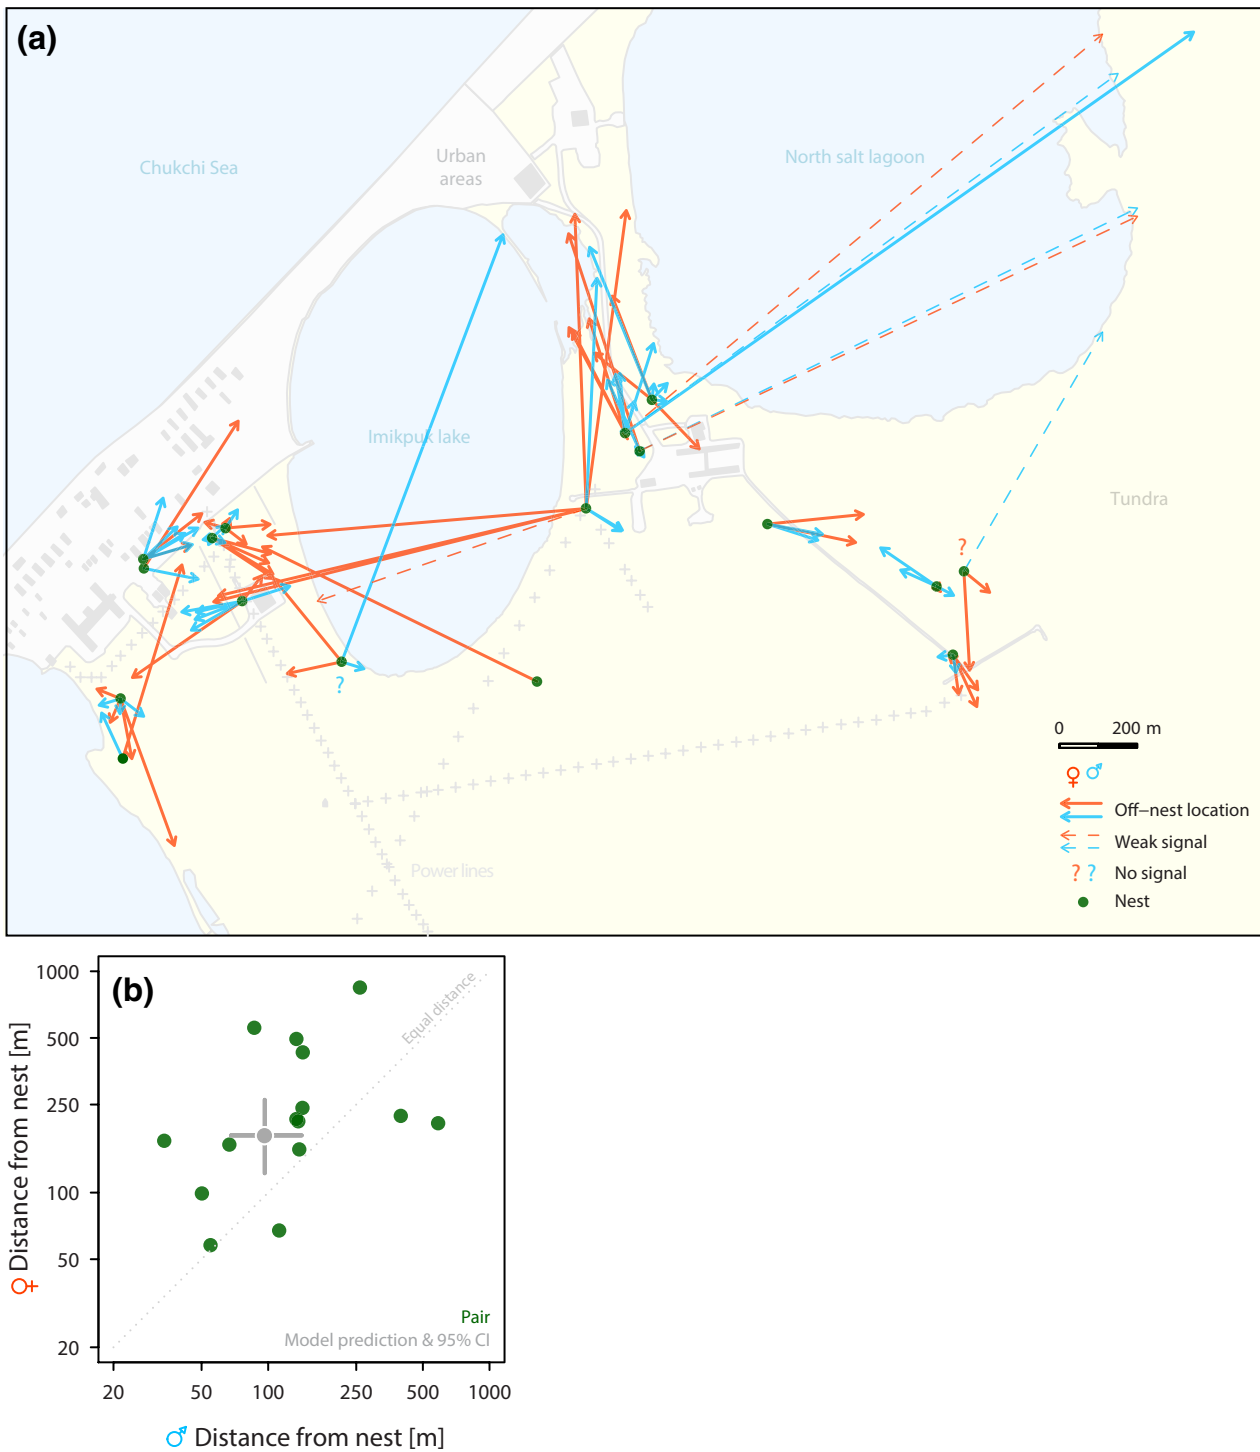 (a)
Chukchi Sea
Urban
areas
North salt lagoon
Imikpuk lake
Tundra
?
?
0 200 m
♀ ♂
Off–nest location
Weak signal
? ? No signal
Nest
Power lines
(b)
1000
500
250
100
50
20
♀ Distance from nest [m]
Equal distance
Pair
Model prediction & 95% CI
20 50 100 250 500 1000
♂ Distance from nest [m]